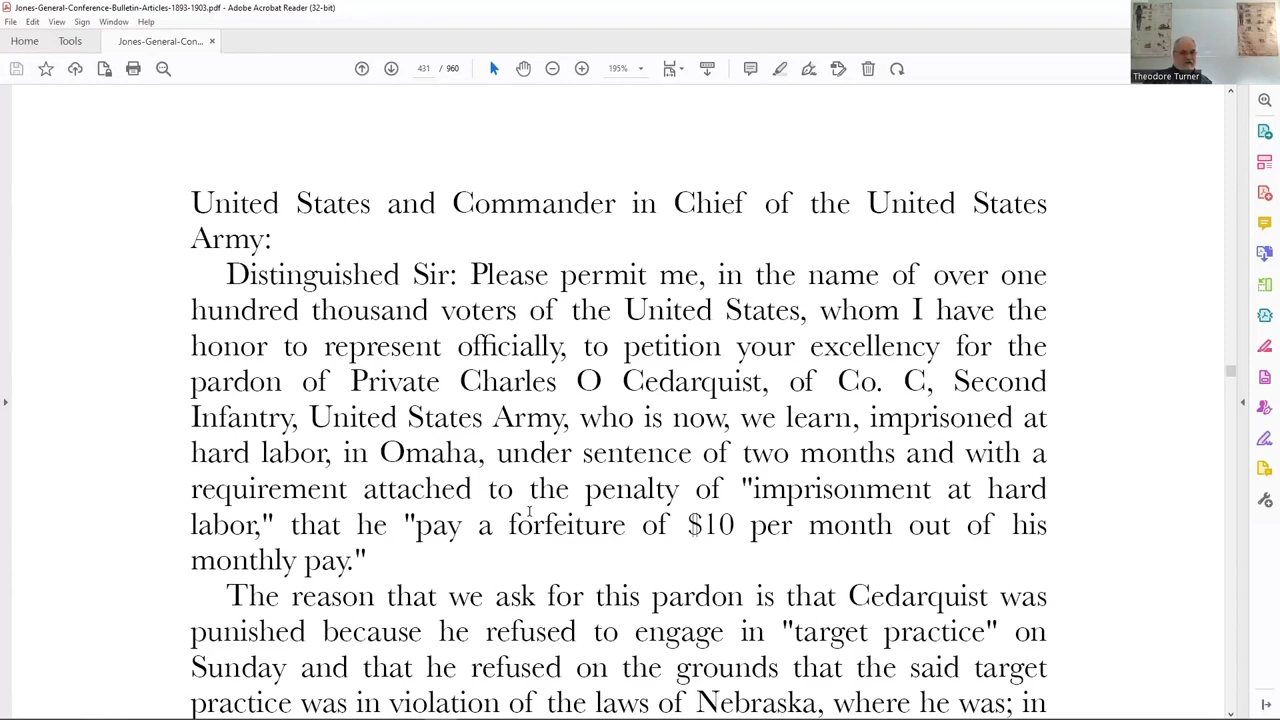 Jones-General-Conference-Bulletin-Articles-1893-1903.pdf - Adobe Acrobat Reader (32-bit)
File Edit View Sign Window Help
Home Tools Jones-General-Con... ×
431 / 960 195%
Theodore Turner
United States and Commander in Chief of the United States
Army:
Distinguished Sir: Please permit me, in the name of over one
hundred thousand voters of the United States, whom I have the
honor to represent officially, to petition your excellency for the
pardon of Private Charles O Cedarquist, of Co. C, Second
Infantry, United States Army, who is now, we learn, imprisoned at
hard labor, in Omaha, under sentence of two months and with a
requirement attached to the penalty of "imprisonment at hard
labor," that he "pay a forfeiture of $10 per month out of his
monthly pay."
The reason that we ask for this pardon is that Cedarquist was
punished because he refused to engage in "target practice" on
Sunday and that he refused on the grounds that the said target
practice was in violation of the laws of Nebraska, where he was; in